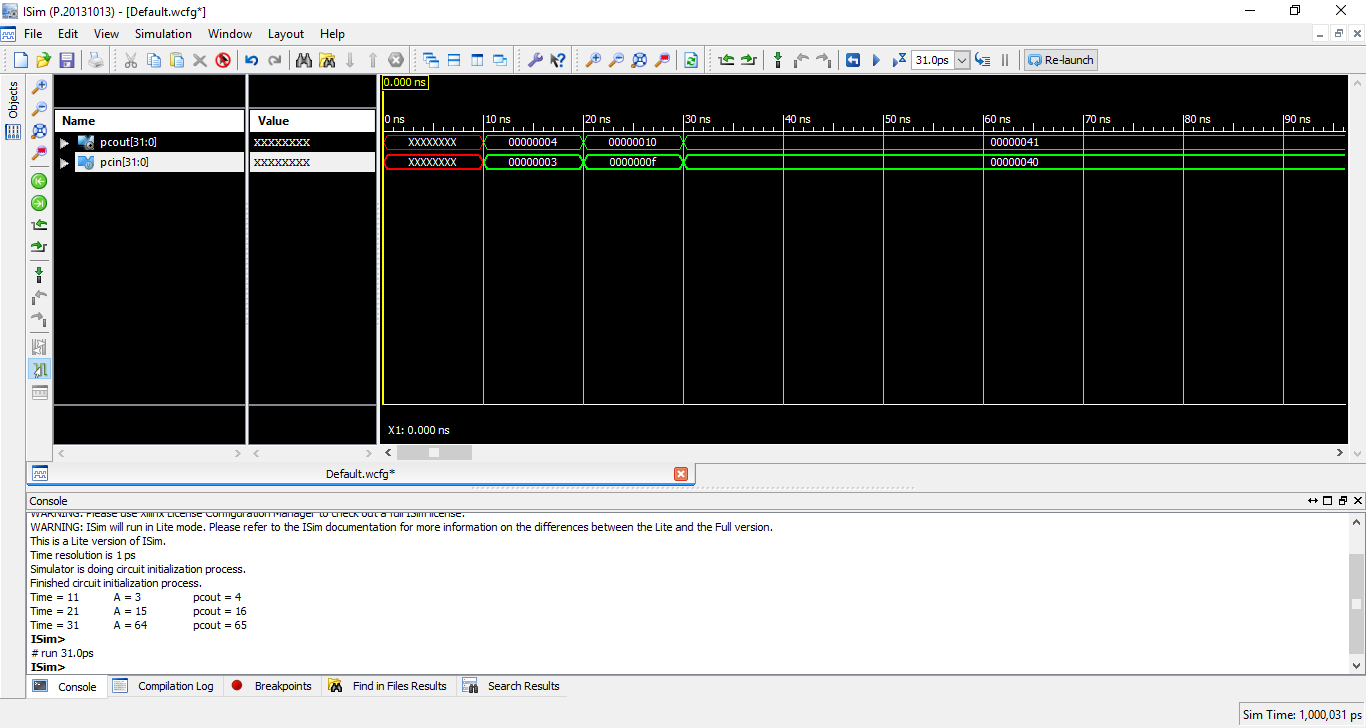 ISim (P.20131013) - [Default.wcfg*]
File Edit View Simulation Window Layout Help
31.0ps Re-launch
Objects
0.000 ns
Name Value
0 ns 10 ns 20 ns 30 ns 40 ns 50 ns 60 ns 70 ns 80 ns 90 ns
pcout[31:0] XXXXXXXX XXXXXXXX 00000004 00000010 00000041
pcin[31:0] XXXXXXXX XXXXXXXX 00000003 0000000f 00000040
X1: 0.000 ns
Default.wcfg*
Console
WARNING: Please use Xilinx License Configuration Manager to check out a full ISim license.
WARNING: ISim will run in Lite mode. Please refer to the ISim documentation for more information on the differences between the Lite and the Full version.
This is a Lite version of ISim.
Time resolution is 1 ps
Simulator is doing circuit initialization process.
Finished circuit initialization process.
Time = 11 A = 3 pcout = 4
Time = 21 A = 15 pcout = 16
Time = 31 A = 64 pcout = 65
ISim>
# run 31.0ps
ISim>
Console Compilation Log Breakpoints Find in Files Results Search Results
Sim Time: 1,000,031 ps